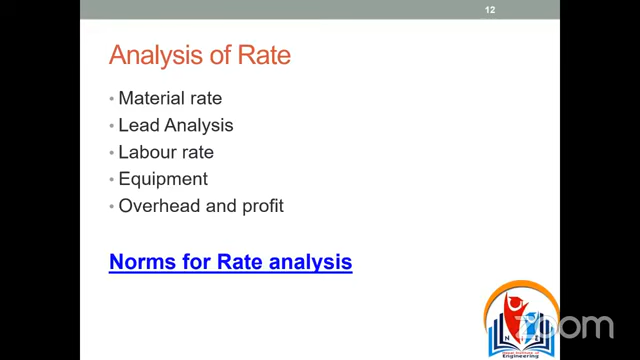 12
Analysis of Rate
• Material rate
• Lead Analysis
• Labour rate
• Equipment
• Overhead and profit
Norms for Rate analysis
zoom
Engineering